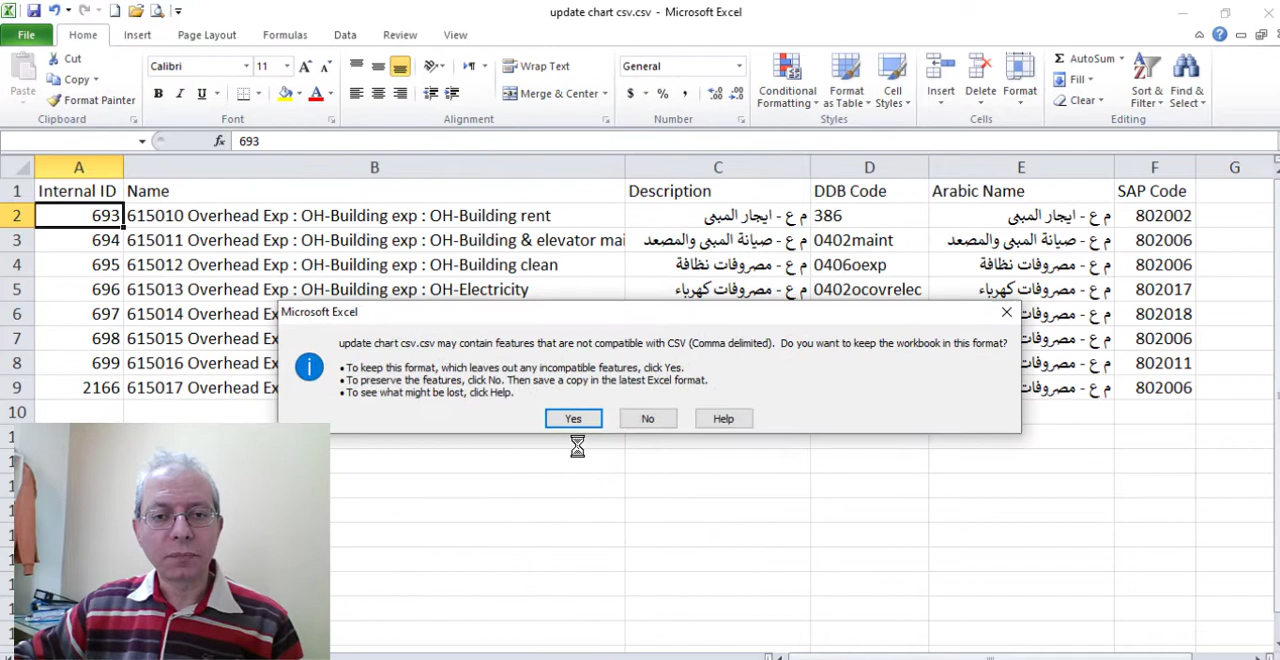 update chart csv.csv - Microsoft Excel
File Home Insert Page Layout Formulas Data Review View
Cut
Copy
Format Painter
Paste
Clipboard
Calibri 11
Font
Wrap Text
Merge & Center
Alignment
General
Number
Conditional Formatting
Format as Table
Cell Styles
Styles
Insert Delete Format
Cells
AutoSum
Fill
Clear
Sort & Filter
Find & Select
Editing
fx 693
A B C D E F G
1 Internal ID Name Description DDB Code Arabic Name SAP Code
2 693 615010 Overhead Exp : OH-Building exp : OH-Building rent م ع - ايجار المبى 386 م ع - ايجار المبى 802002
3 694 615011 Overhead Exp : OH-Building exp : OH-Building & elevator mai م ع - صيانة المبى والمصعد 0402maint م ع - صيانة المبى والمصعد 802006
4 695 615012 Overhead Exp : OH-Building exp : OH-Building clean م ع - مصروفات نظافة 0406oexp م ع - مصروفات نظافة 802006
5 696 615013 Overhead Exp : OH-Building exp : OH-Electricity م ع - مصروفات كهرباء 0402ocovrelec م ع - مصروفات كهرباء 802017
6 697 615014 Overhead Ex 802018
7 698 615015 Overhead Ex 802006
8 699 615016 Overhead Ex 802011
9 2166 615017 Overhead Ex 802006
10
Microsoft Excel
update chart csv.csv may contain features that are not compatible with CSV (Comma delimited). Do you want to keep the workbook in this format?
• To keep this format, which leaves out any incompatible features, click Yes.
• To preserve the features, click No. Then save a copy in the latest Excel format.
• To see what might be lost, click Help.
Yes No Help